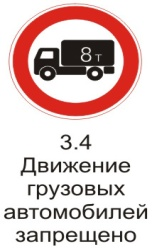 8т
3.4
Движение
грузовых
автомобилей
запрещено